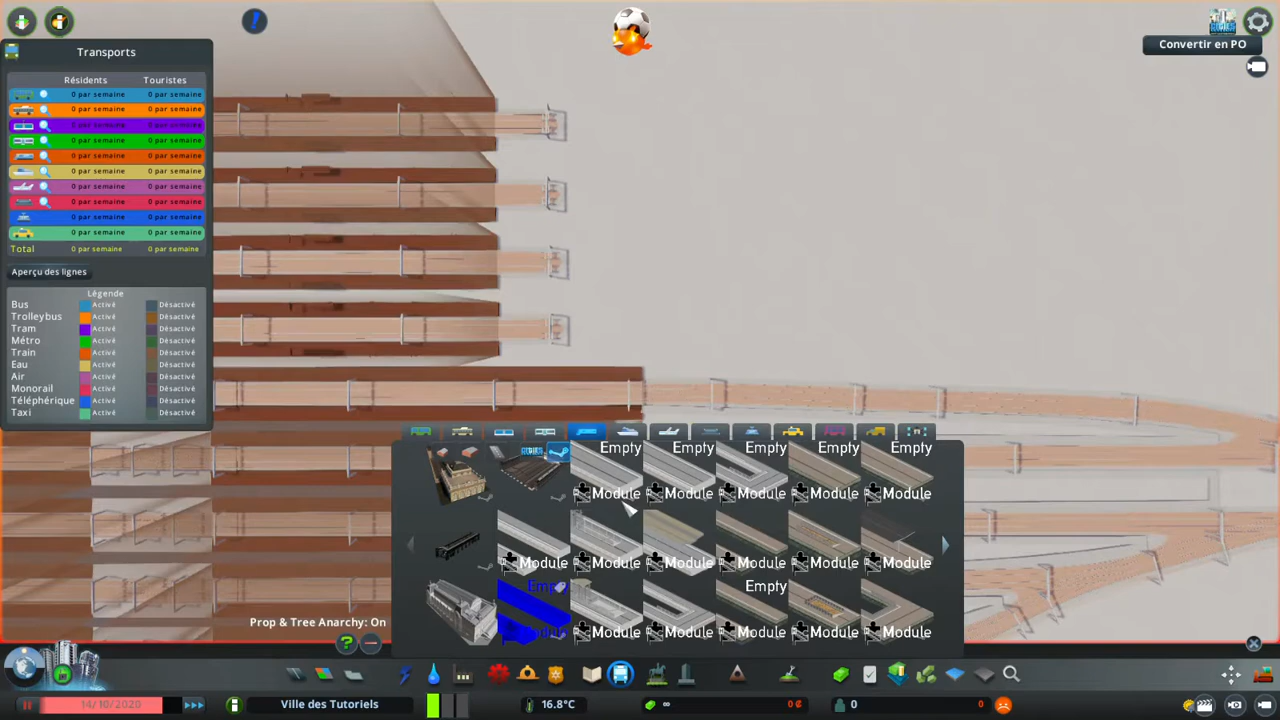 Convertir en PO
Transports
Résidents Touristes
0 par semaine 0 par semaine
0 par semaine 0 par semaine
0 par semaine 0 par semaine
0 par semaine 0 par semaine
0 par semaine 0 par semaine
0 par semaine 0 par semaine
0 par semaine 0 par semaine
0 par semaine 0 par semaine
0 par semaine 0 par semaine
0 par semaine 0 par semaine
Total 0 par semaine 0 par semaine
Aperçu des lignes
Légende
Bus Activé Désactivé
Trolleybus Activé Désactivé
Tram Activé Désactivé
Métro Activé Désactivé
Train Activé Désactivé
Eau Activé Désactivé
Air Activé Désactivé
Monorail Activé Désactivé
Téléphérique Activé Désactivé
Taxi Activé Désactivé
Empty Empty Empty Empty
Module Module Module Module Module
Module Module Module Module Module Module
Empty Empty
Module Module Module Module Module Module
Prop & Tree Anarchy: On
14/10/2020 Ville des Tutoriels 16.8°C ∞ 0 ₡ 0 0